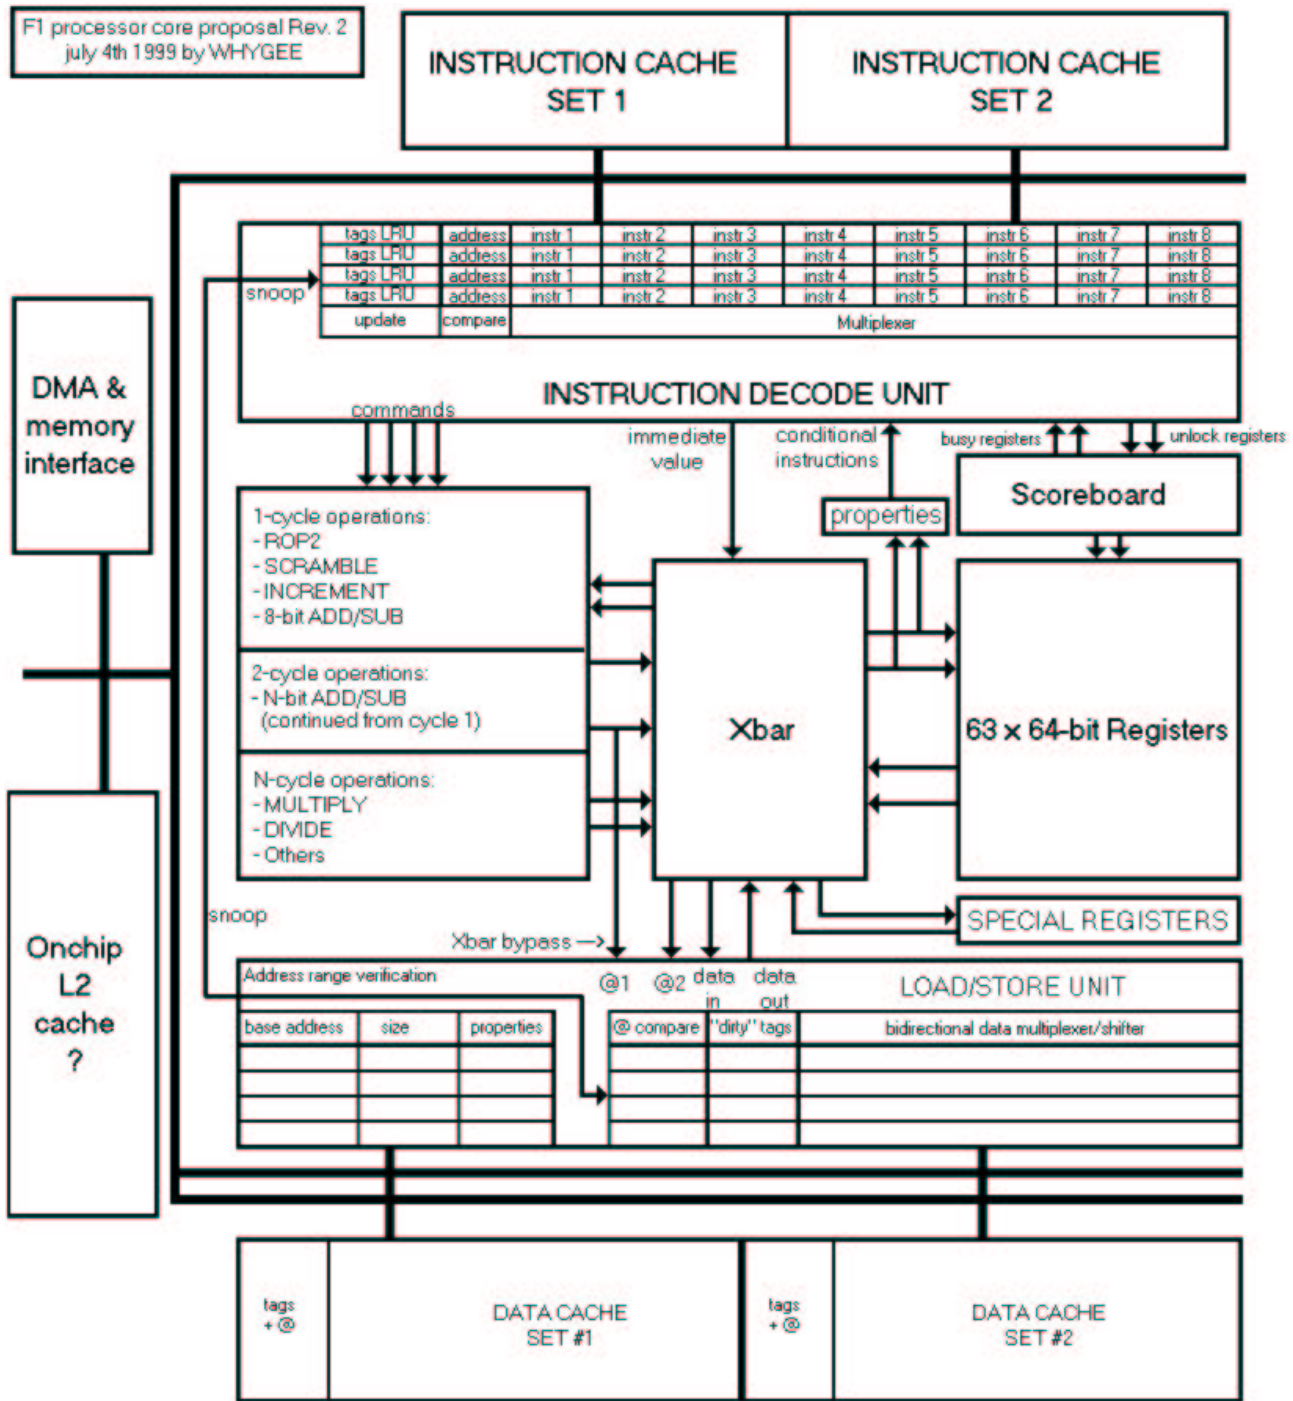 F1 processor core proposal Rev. 2
july 4th 1999 by WHYGEE
INSTRUCTION CACHE
SET 1
INSTRUCTION CACHE
SET 2
tags LRU address instr 1 instr 2 instr 3 instr 4 instr 5 instr 6 instr 7 instr 8
tags LRU address instr 1 instr 2 instr 3 instr 4 instr 5 instr 6 instr 7 instr 8
tags LRU address instr 1 instr 2 instr 3 instr 4 instr 5 instr 6 instr 7 instr 8
snoop tags LRU address instr 1 instr 2 instr 3 instr 4 instr 5 instr 6 instr 7 instr 8
update compare Multiplexer
INSTRUCTION DECODE UNIT
DMA &
memory
interface
commands
immediate
value
conditional
instructions
busy registers
unlock registers
Scoreboard
properties
1-cycle operations:
- ROP2
- SCRAMBLE
- INCREMENT
- 8-bit ADD/SUB
2-cycle operations:
- N-bit ADD/SUB
(continued from cycle 1)
N-cycle operations:
- MULTIPLY
- DIVIDE
- Others
Xbar
63 x 64-bit Registers
SPECIAL REGISTERS
snoop
Xbar bypass -->
Onchip
L2
cache
?
Address range verification
@1 @2 data data
in out
LOAD/STORE UNIT
base address size properties
@ compare "dirty" tags bidirectional data multiplexer/shifter
tags
+ @
DATA CACHE
SET #1
tags
+ @
DATA CACHE
SET #2